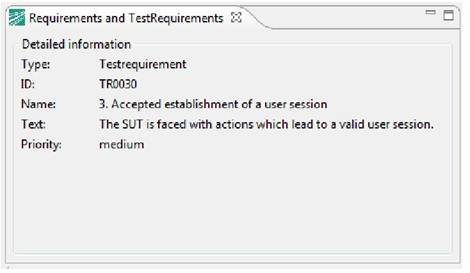 Requirements and TestRequirements
Detailed information
Type: Testrequirement
ID: TR0030
Name: 3. Accepted establishment of a user session
Text: The SUT is faced with actions which lead to a valid user session.
Priority: medium